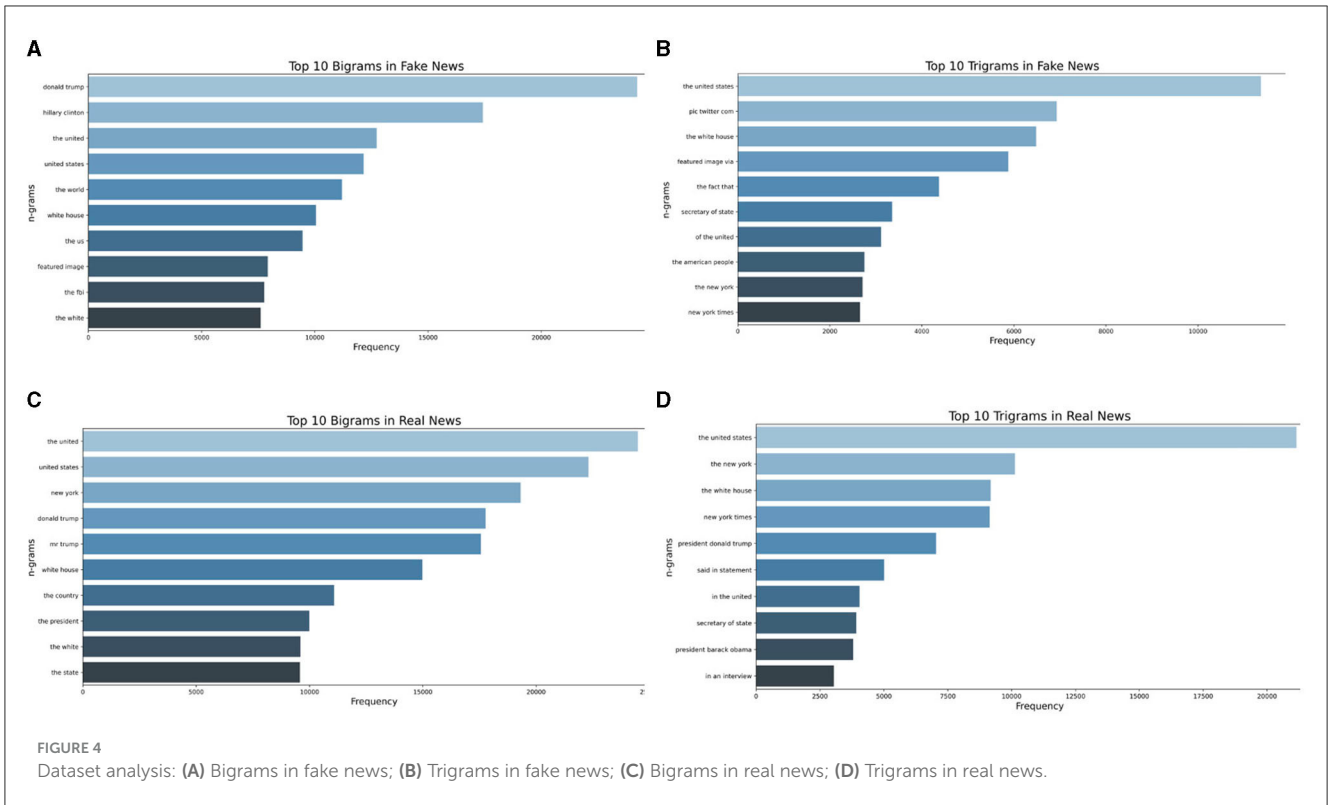 A
Top 10 Bigrams in Fake News
n-grams
donald trump
hillary clinton
the united
united states
the world
white house
the us
featured image
the fbi
the white
0 5000 10000 15000 20000
Frequency
B
Top 10 Trigrams in Fake News
n-grams
the united states
pic twitter com
the white house
featured image via
the fact that
secretary of state
of the united
the american people
the new york
new york times
0 2000 4000 6000 8000 10000
Frequency
C
Top 10 Bigrams in Real News
n-grams
the united
united states
new york
donald trump
mr trump
white house
the country
the president
the white
the state
0 5000 10000 15000 20000 2
Frequency
D
Top 10 Trigrams in Real News
n-grams
the united states
the new york
the white house
new york times
president donald trump
said in statement
in the united
secretary of state
president barack obama
in an interview
0 2500 5000 7500 10000 12500 15000 17500 20000
Frequency
FIGURE 4
Dataset analysis: (A) Bigrams in fake news; (B) Trigrams in fake news; (C) Bigrams in real news; (D) Trigrams in real news.